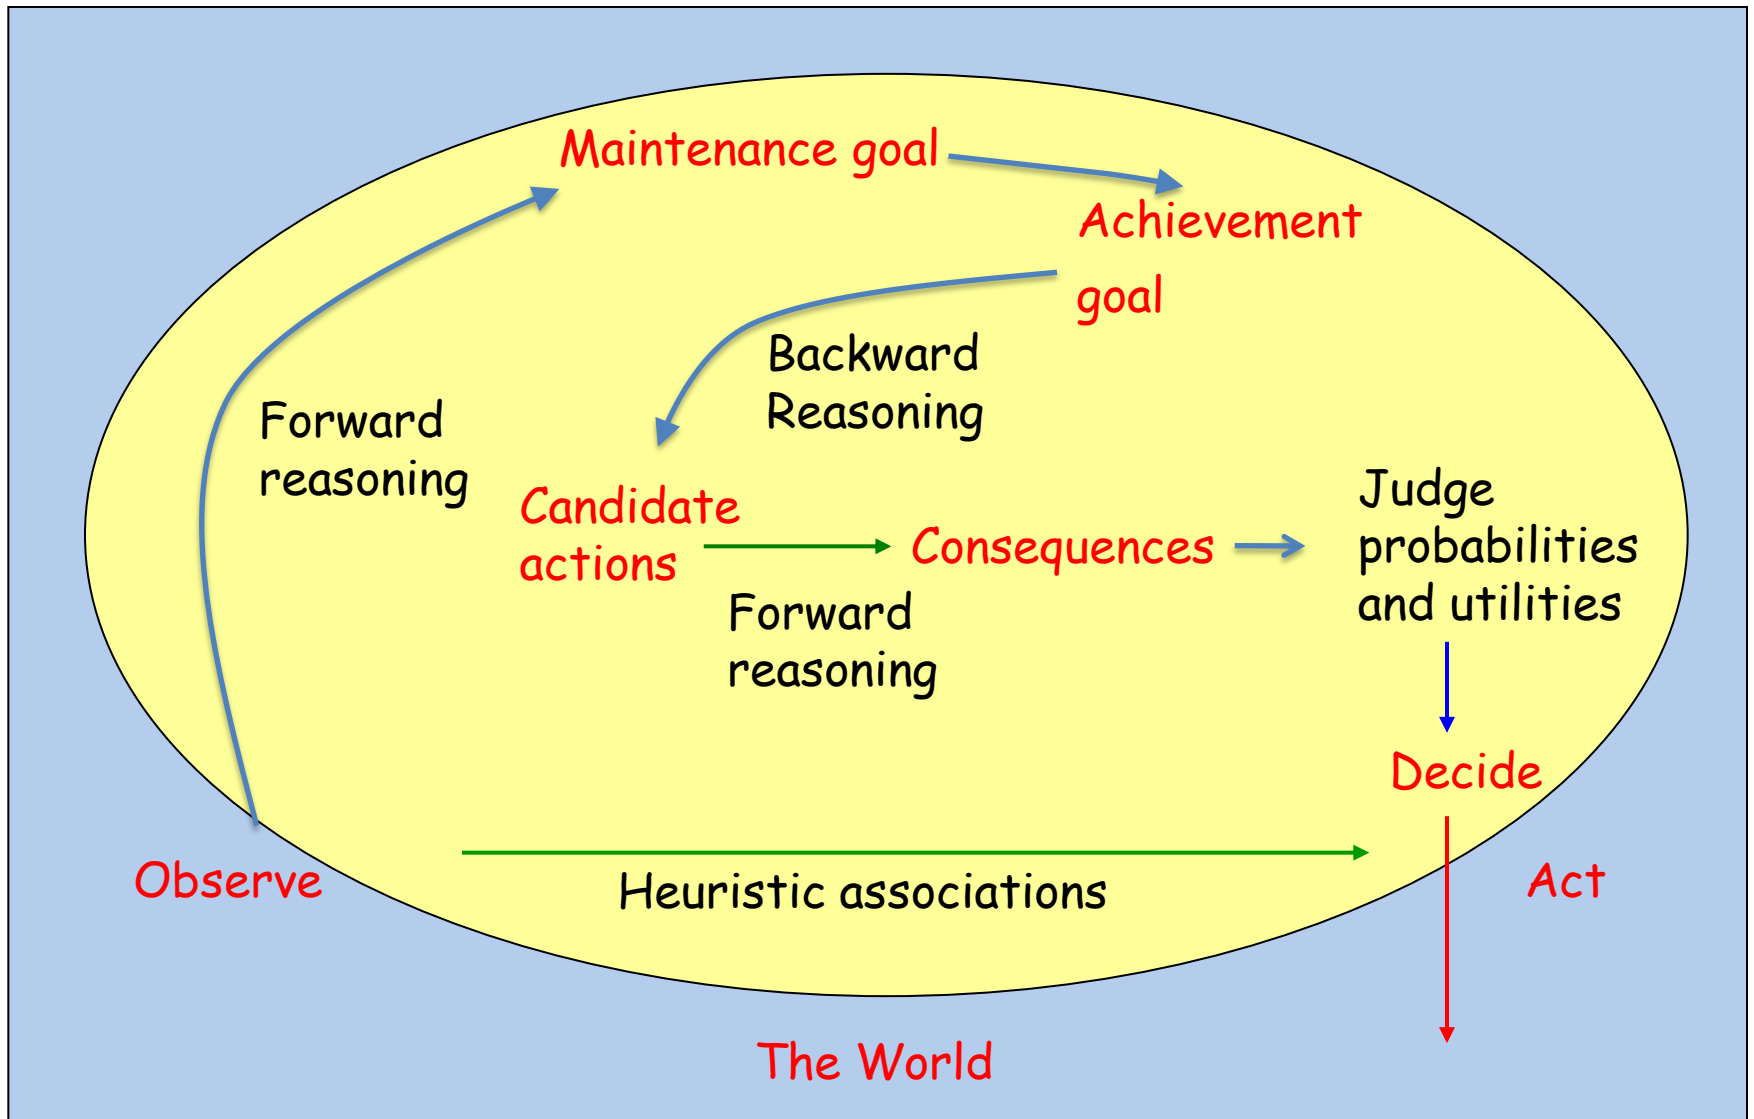 Maintenance goal
Achievement
goal
Backward
Reasoning
Forward
reasoning
Candidate
actions
Consequences
Judge
probabilities
and utilities
Forward
reasoning
Decide
Observe
Heuristic associations
Act
The World